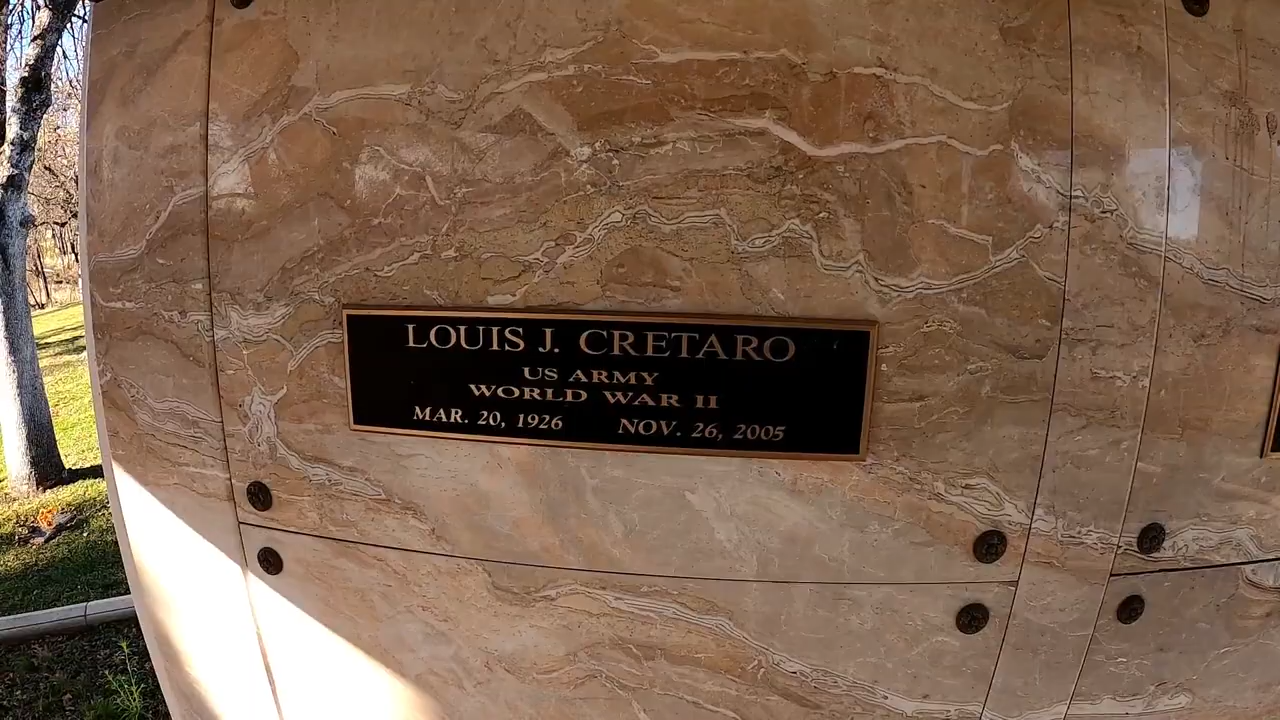 LOUIS J. CRETARO
US ARMY
WORLD WAR II
MAR. 20, 1926 NOV. 26, 2005